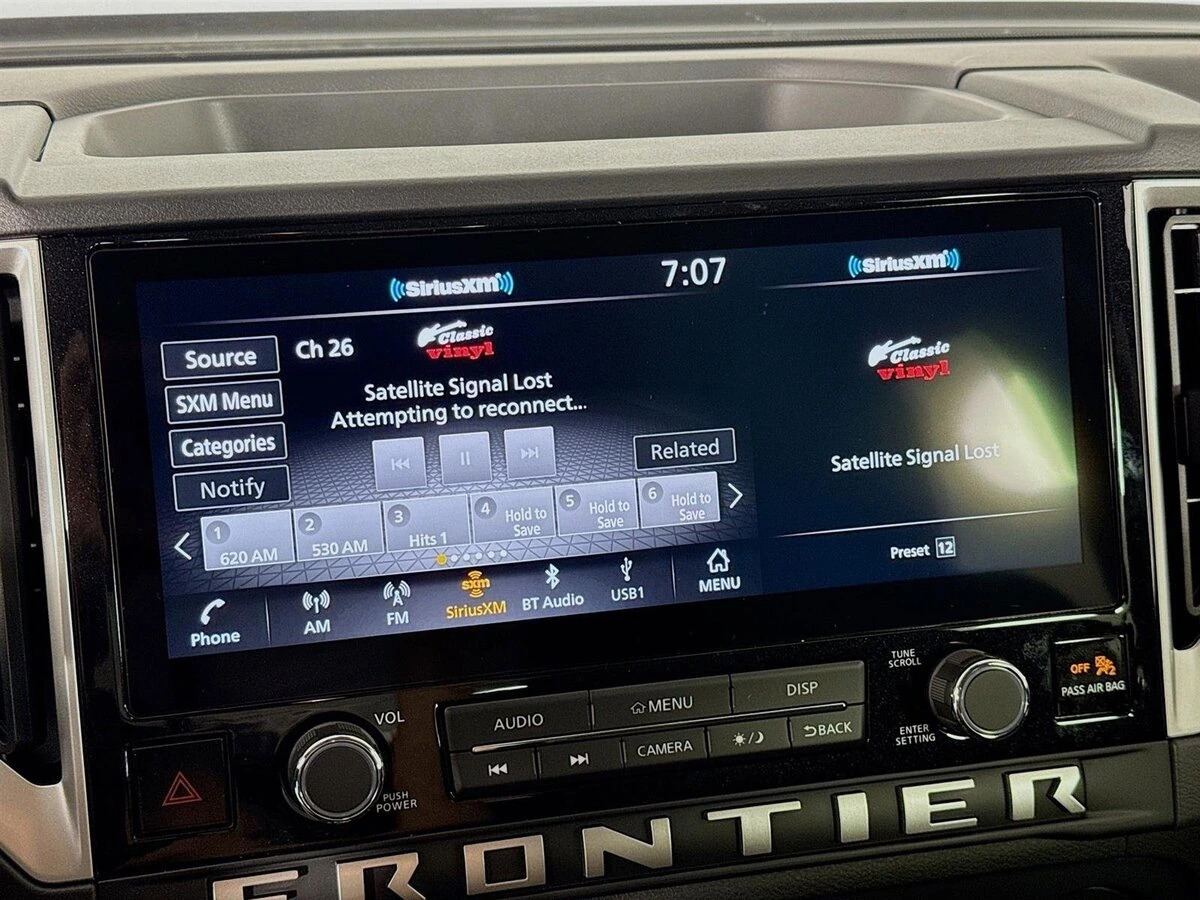 SiriusXM
7:07
SiriusXM
Source
Ch 26
Classic
vinyl
Classic
vinyl
SXM Menu
Satellite Signal Lost
Attempting to reconnect...
Categories
Related
Satellite Signal Lost
Notify
1
620 AM
2
530 AM
3
Hits 1
4
Hold to
Save
5
Hold to
Save
6
Hold to
Save
Preset 12
Phone
AM
FM
sxm
SiriusXM
BT Audio
USB1
MENU
TUNE
SCROLL
OFF 2
PASS AIR BAG
VOL
AUDIO
MENU
DISP
CAMERA
BACK
ENTER
SETTING
PUSH
POWER
FRONTIER